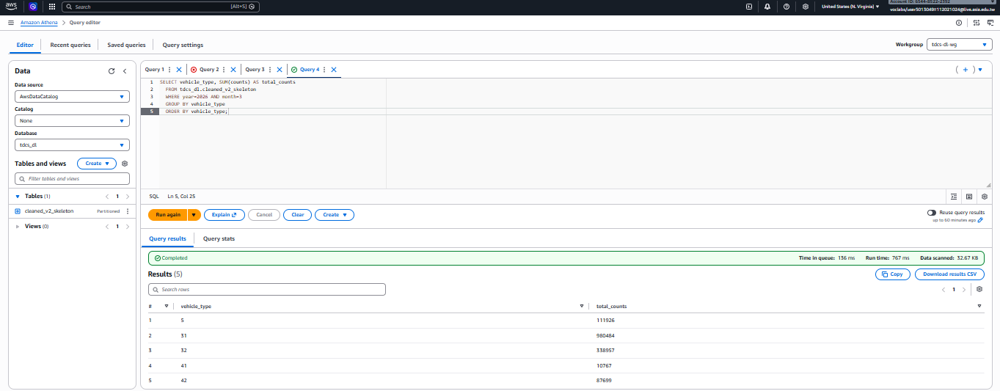 aws
Search
[Alt+S]
United States (N. Virginia)
voclabs/user5013049=112021024@live.asia.edu.tw
Amazon Athena
Query editor
Editor
Recent queries
Saved queries
Query settings
Workgroup
tdcs-dl-wg
Data
Data source
AwsDataCatalog
Catalog
None
Database
tdcs_dl
Tables and views
Create
Filter tables and views
Tables (1)
1
cleaned_v2_skeleton
Partitioned
Views (0)
1
Query 1
Query 2
Query 3
Query 4
1 SELECT vehicle_type, SUM(counts) AS total_counts
2 FROM tdcs_dl.cleaned_v2_skeleton
3 WHERE year=2026 AND month=3
4 GROUP BY vehicle_type
5 ORDER BY vehicle_type;
SQL
Ln 5, Col 25
Run again
Explain
Cancel
Clear
Create
Reuse query results
up to 60 minutes ago
Query results
Query stats
Completed
Time in queue: 136 ms
Run time: 767 ms
Data scanned: 32.67 KB
Results (5)
Copy
Download results CSV
Search rows
1
# vehicle_type total_counts
1 5 111926
2 31 980484
3 32 338957
4 41 10767
5 42 87699